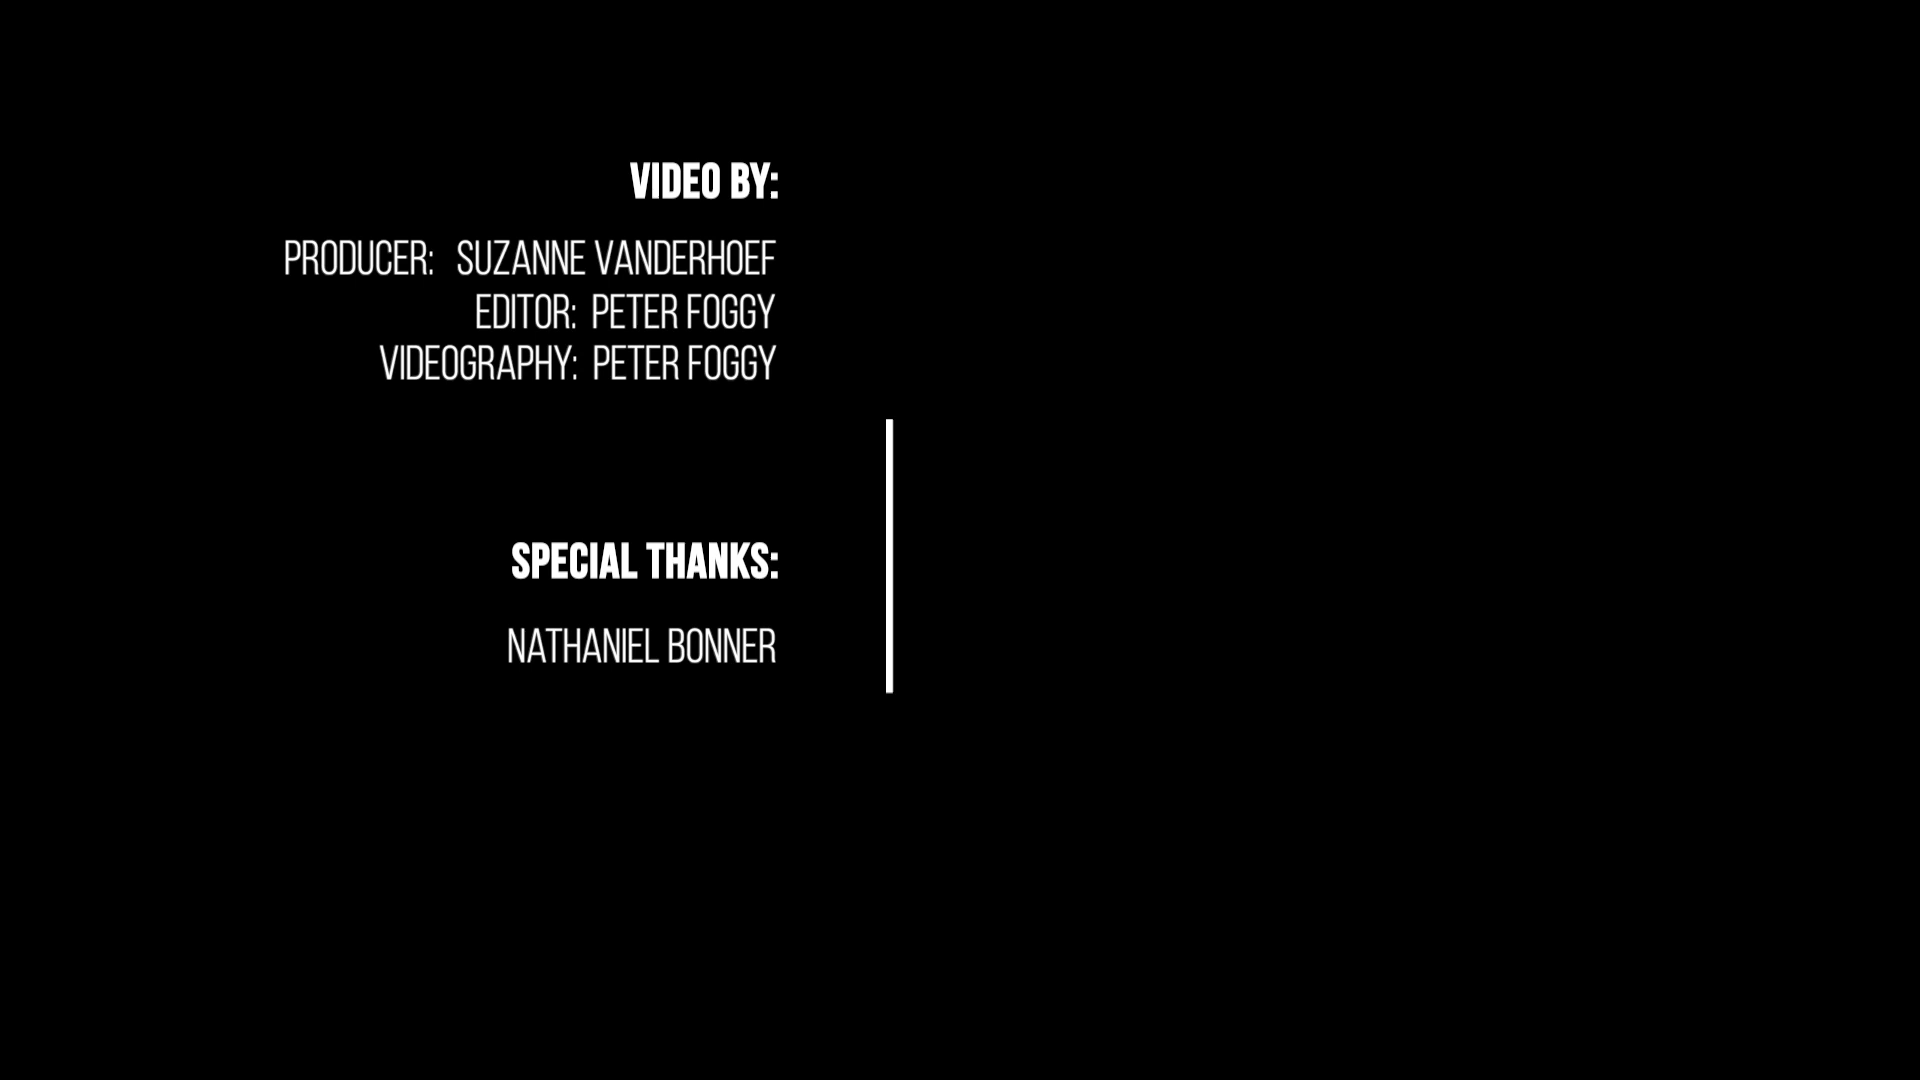 VIDEO BY:
PRODUCER: SUZANNE VANDERHOEF
EDITOR: PETER FOGGY
VIDEOGRAPHY: PETER FOGGY
SPECIAL THANKS:
NATHANIEL BONNER